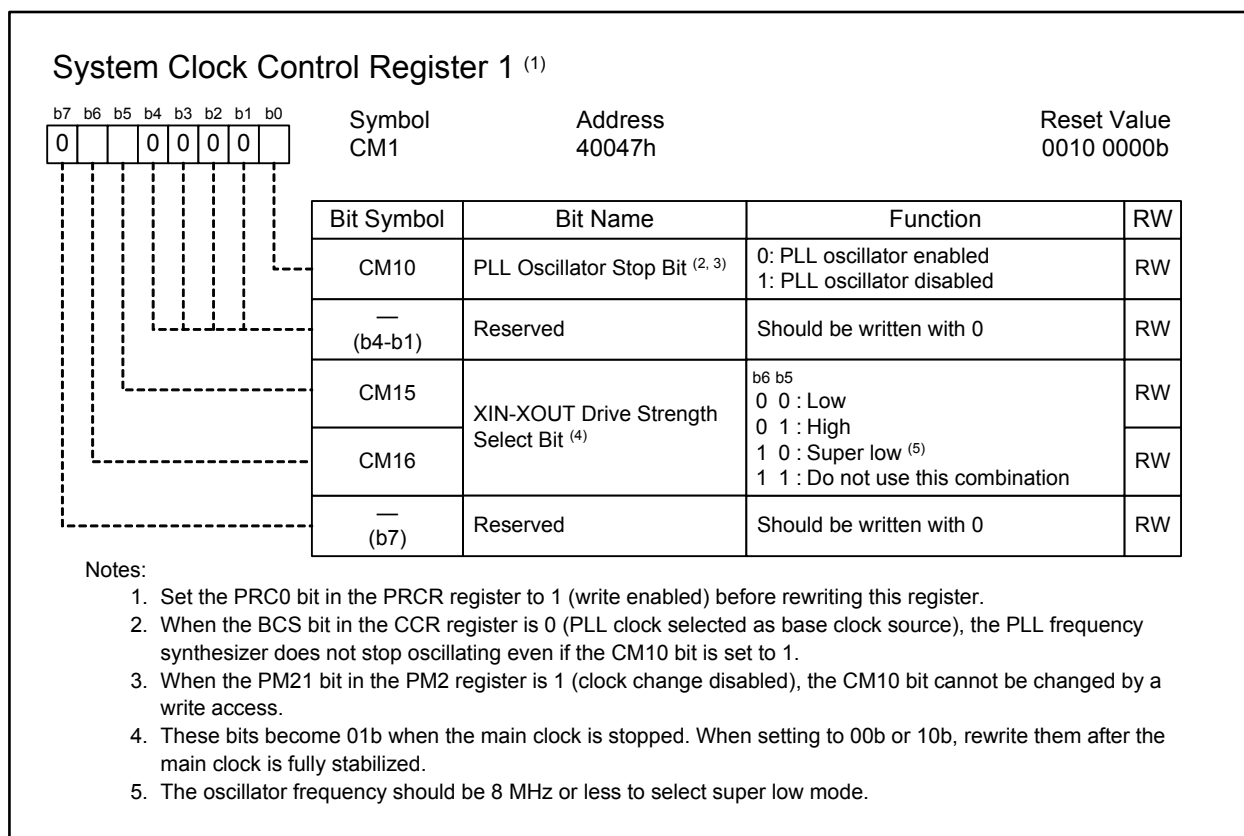 System Clock Control Register 1 (1)
b7 b6 b5 b4 b3 b2 b1 b0
0 0 0 0 0
Symbol Address Reset Value
CM1 40047h 0010 0000b
Bit Symbol Bit Name Function RW
CM10 PLL Oscillator Stop Bit (2, 3) 0: PLL oscillator enabled RW
1: PLL oscillator disabled
— (b4-b1) Reserved Should be written with 0 RW
CM15 XIN-XOUT Drive Strength Select Bit (4) b6 b5 RW
0 0 : Low
0 1 : High
CM16 1 0 : Super low (5) RW
1 1 : Do not use this combination
— (b7) Reserved Should be written with 0 RW
Notes:
1. Set the PRC0 bit in the PRCR register to 1 (write enabled) before rewriting this register.
2. When the BCS bit in the CCR register is 0 (PLL clock selected as base clock source), the PLL frequency
synthesizer does not stop oscillating even if the CM10 bit is set to 1.
3. When the PM21 bit in the PM2 register is 1 (clock change disabled), the CM10 bit cannot be changed by a
write access.
4. These bits become 01b when the main clock is stopped. When setting to 00b or 10b, rewrite them after the
main clock is fully stabilized.
5. The oscillator frequency should be 8 MHz or less to select super low mode.